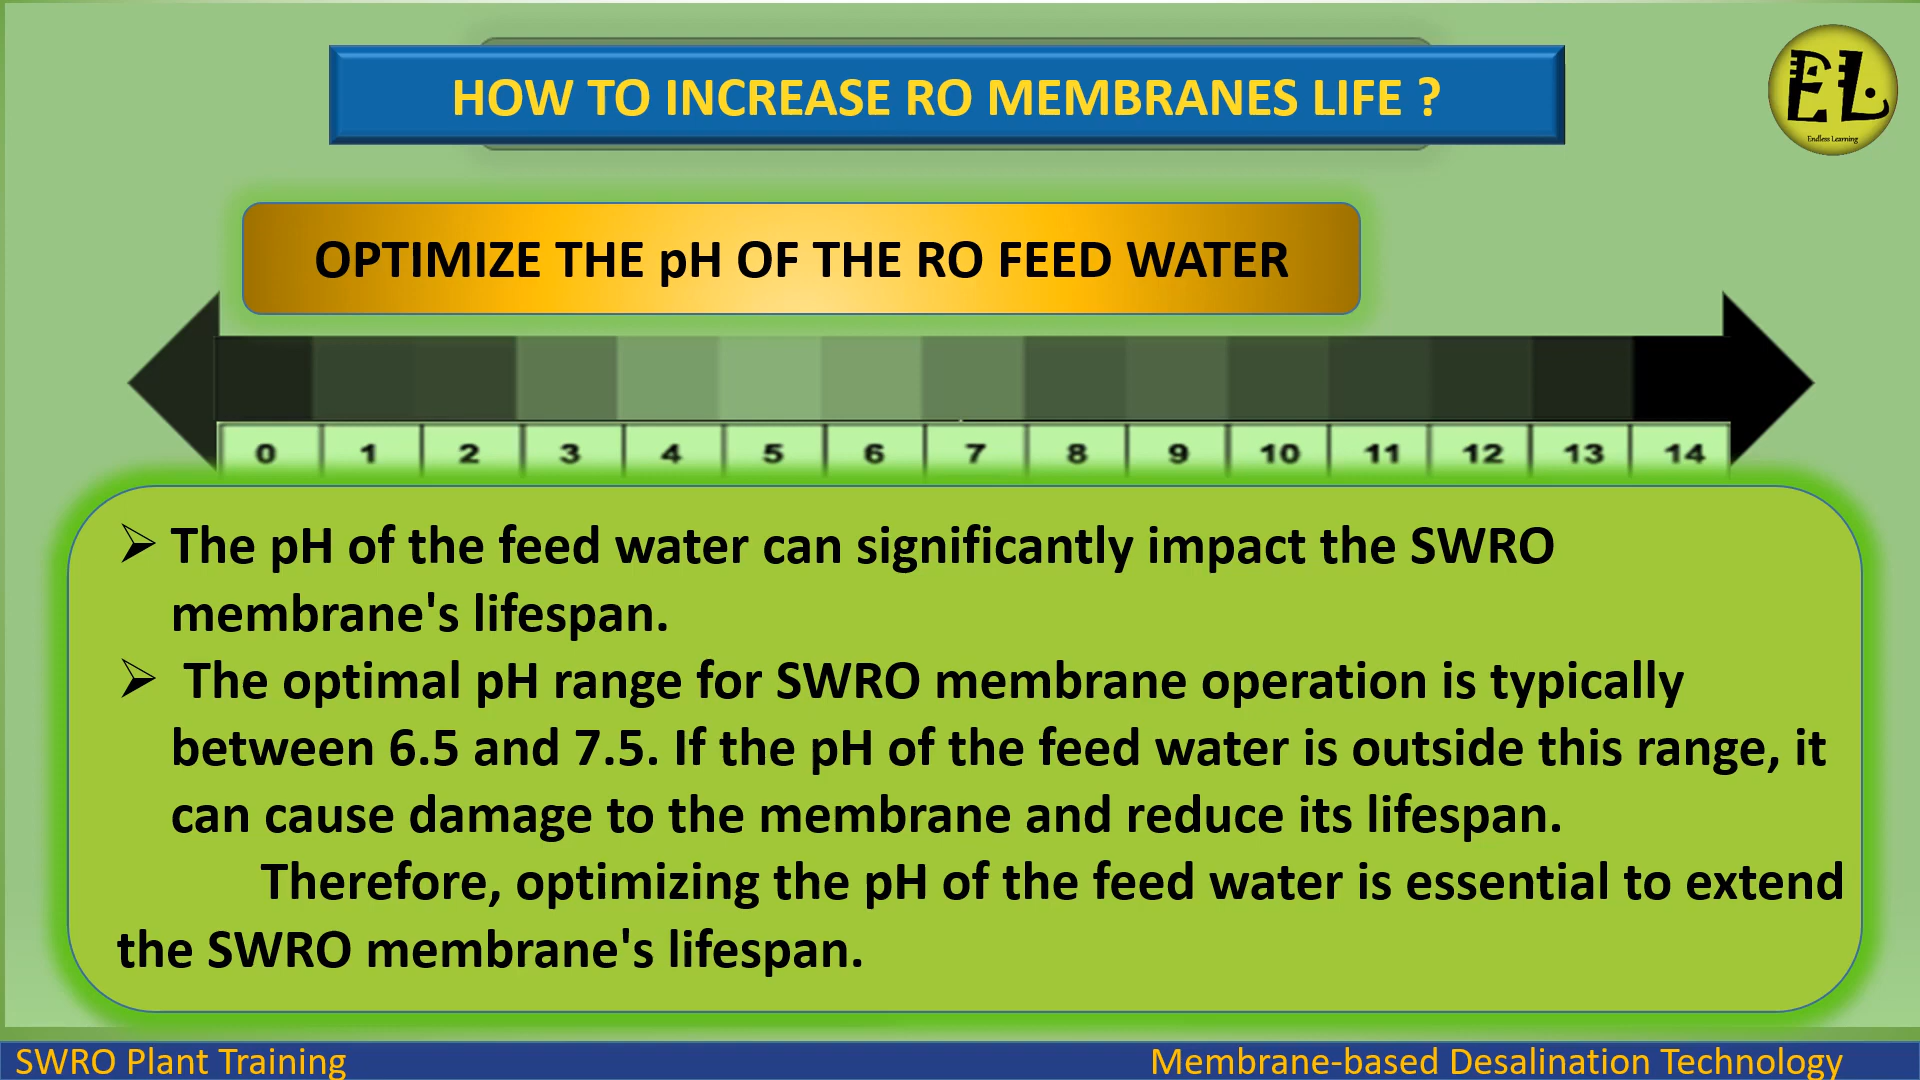 HOW TO INCREASE RO MEMBRANES LIFE ?
EL
Endless Learning
OPTIMIZE THE pH OF THE RO FEED WATER
0 1 2 3 4 5 6 7 8 9 10 11 12 13 14
➢ The pH of the feed water can significantly impact the SWRO
membrane's lifespan.
➢ The optimal pH range for SWRO membrane operation is typically
between 6.5 and 7.5. If the pH of the feed water is outside this range, it
can cause damage to the membrane and reduce its lifespan.
Therefore, optimizing the pH of the feed water is essential to extend
the SWRO membrane's lifespan.
SWRO Plant Training
Membrane-based Desalination Technology